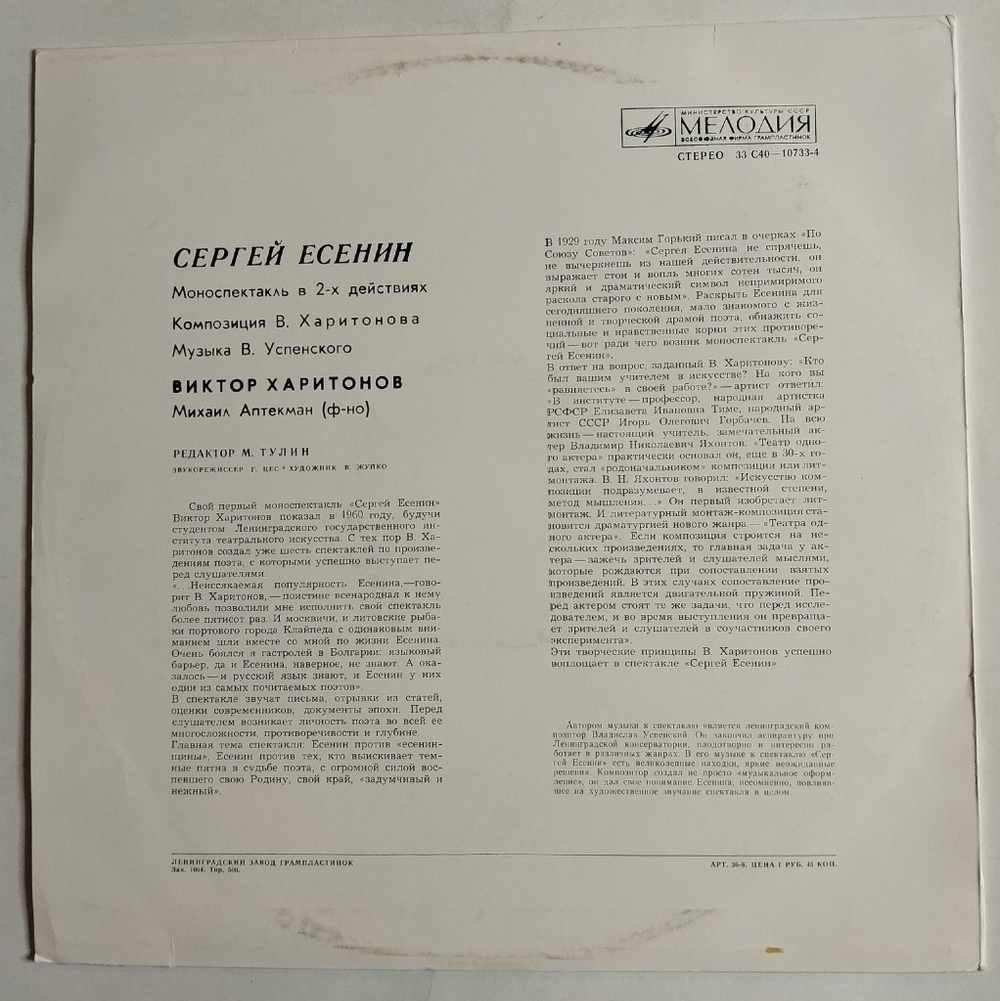 МИНИСТЕРСТВО КУЛЬТУРЫ СССР
МЕЛОДИЯ
ВСЕСОЮЗНАЯ ФИРМА ГРАМПЛАСТИНОК
СТЕРЕО 33 С40—10733-4
СЕРГЕЙ ЕСЕНИН
Моноспектакль в 2-х действиях
Композиция В. Харитонова
Музыка В. Успенского
ВИКТОР ХАРИТОНОВ
Михаил Аптекман (ф-но)
РЕДАКТОР М. ТУЛИН
ЗВУКОРЕЖИССЕР Г. ЦЕС • ХУДОЖНИК В. ЖУПКО
Свой первый моноспектакль «Сергей Есенин»
Виктор Харитонов показал в 1960 году, будучи
студентом Ленинградского государственного ин-
ститута театрального искусства. С тех пор В. Ха-
ритонов создал уже шесть спектаклей по произве-
дениям поэта, с которыми успешно выступает пе-
ред слушателями.
«...Неиссякаемая популярность Есенина,—гово-
рит В. Харитонов,—поистине всенародная к нему
любовь позволили мне исполнить свой спектакль
более пятисот раз. И москвичи, и литовские рыба-
ки портового города Клайпеда с одинаковым вни-
манием шли вместе со мной по жизни Есенина.
Очень боялся я гастролей в Болгарии: языковый
барьер, да и Есенина, наверное, не знают. А ока-
залось—и русский язык знают, и Есенин у них
один из самых почитаемых поэтов».
В спектакле звучат письма, отрывки из статей,
оценки современников, документы эпохи. Перед
слушателем возникает личность поэта во всей ее
многосложности, противоречивости и глубине.
Главная тема спектакля: Есенин против «есенин-
щины», Есенин против тех, кто выискивает тем-
ные пятна в судьбе поэта, с огромной силой вос-
певшего свою Родину, свой край, «задумчивый и
нежный».
В 1929 году Максим Горький писал в очерках «По
Союзу Советов»: «Сергея Есенина не спрячешь,
не вычеркнешь из нашей действительности, он
выражает стон и вопль многих сотен тысяч, он
яркий и драматический символ непримиримого
раскола старого с новым». Раскрыть Есенина для
сегодняшнего поколения, мало знакомого с жиз-
ненной и творческой драмой поэта, обнажить со-
циальные и нравственные корни этих противоре-
чий—вот ради чего возник моноспектакль «Сер-
гей Есенин».
В ответ на вопрос, заданный В. Харитонову: «Кто
был вашим учителем в искусстве? На кого вы
«равняетесь» в своей работе?»—артист ответил:
«В институте—профессор, народная артистка
РСФСР Елизавета Ивановна Тиме, народный ар-
тист СССР Игорь Олегович Горбачев. На всю
жизнь—настоящий учитель, замечательный ак-
тер Владимир Николаевич Яхонтов. «Театр одно-
го актера» практически основал он, еще в 30-х го-
дах, стал «родоначальником» композиции или лит-
монтажа. В. Н. Яхонтов говорил: «Искусство ком-
позиции подразумевает, в известной степени,
метод мышления...» Он первый изобретает лит-
монтаж. И литературный монтаж-композиция ста-
новится драматургией нового жанра—«Театра од-
ного актера». Если композиция строится на не-
скольких произведениях, то главная задача у ак-
тера—зажечь зрителей и слушателей мыслями,
которые рождаются при сопоставлении взятых
произведений. В этих случаях сопоставление про-
изведений является двигательной пружиной. Пе-
ред актером стоят те же задачи, что перед иссле-
дователем, и во время выступления он превраща-
ет зрителей и слушателей в соучастников своего
эксперимента».
Эти творческие принципы В. Харитонов успешно
воплощает в спектакле «Сергей Есенин».
Автором музыки к спектаклю является ленинградский ком-
позитор Владислав Успенский. Он закончил аспирантуру при
Ленинградской консерватории, плодотворно и интересно ра-
ботает в различных жанрах. В его музыке к спектаклю «Сер-
гей Есенин» есть великолепные находки, яркие неожиданные
решения. Композитор создал не просто «музыкальное оформ-
ление», он дал свое понимание Есенина, несомненно, повлияв-
шее на художественное звучание спектакля в целом.
ЛЕНИНГРАДСКИЙ ЗАВОД ГРАМПЛАСТИНОК
Зак. 1964. Тир. 500.
АРТ. 36-8. ЦЕНА 1 РУБ. 45 КОП.